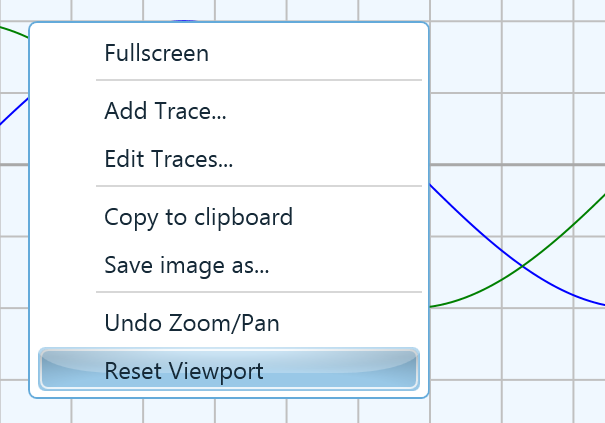 Fullscreen
Add Trace...
Edit Traces...
Copy to clipboard
Save image as...
Undo Zoom/Pan
Reset Viewport